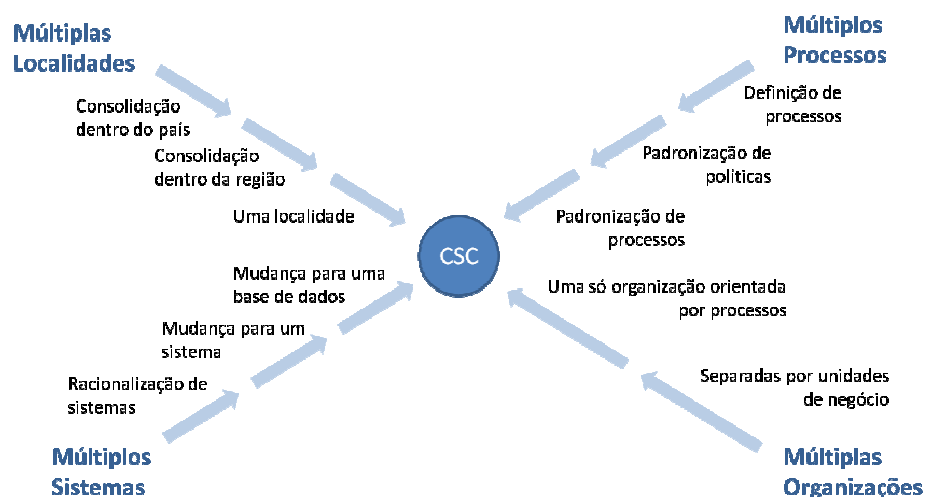 Múltiplas
Localidades
Consolidação
dentro do país
Consolidação
dentro da região
Uma localidade
Múltiplos
Processos
Definição de
processos
Padronização de
políticas
Padronização de
processos
CSC
Mudança para uma
base de dados
Mudança para um
sistema
Racionalização de
sistemas
Múltiplos
Sistemas
Uma só organização orientada
por processos
Separadas por unidades
de negócio
Múltiplas
Organizações